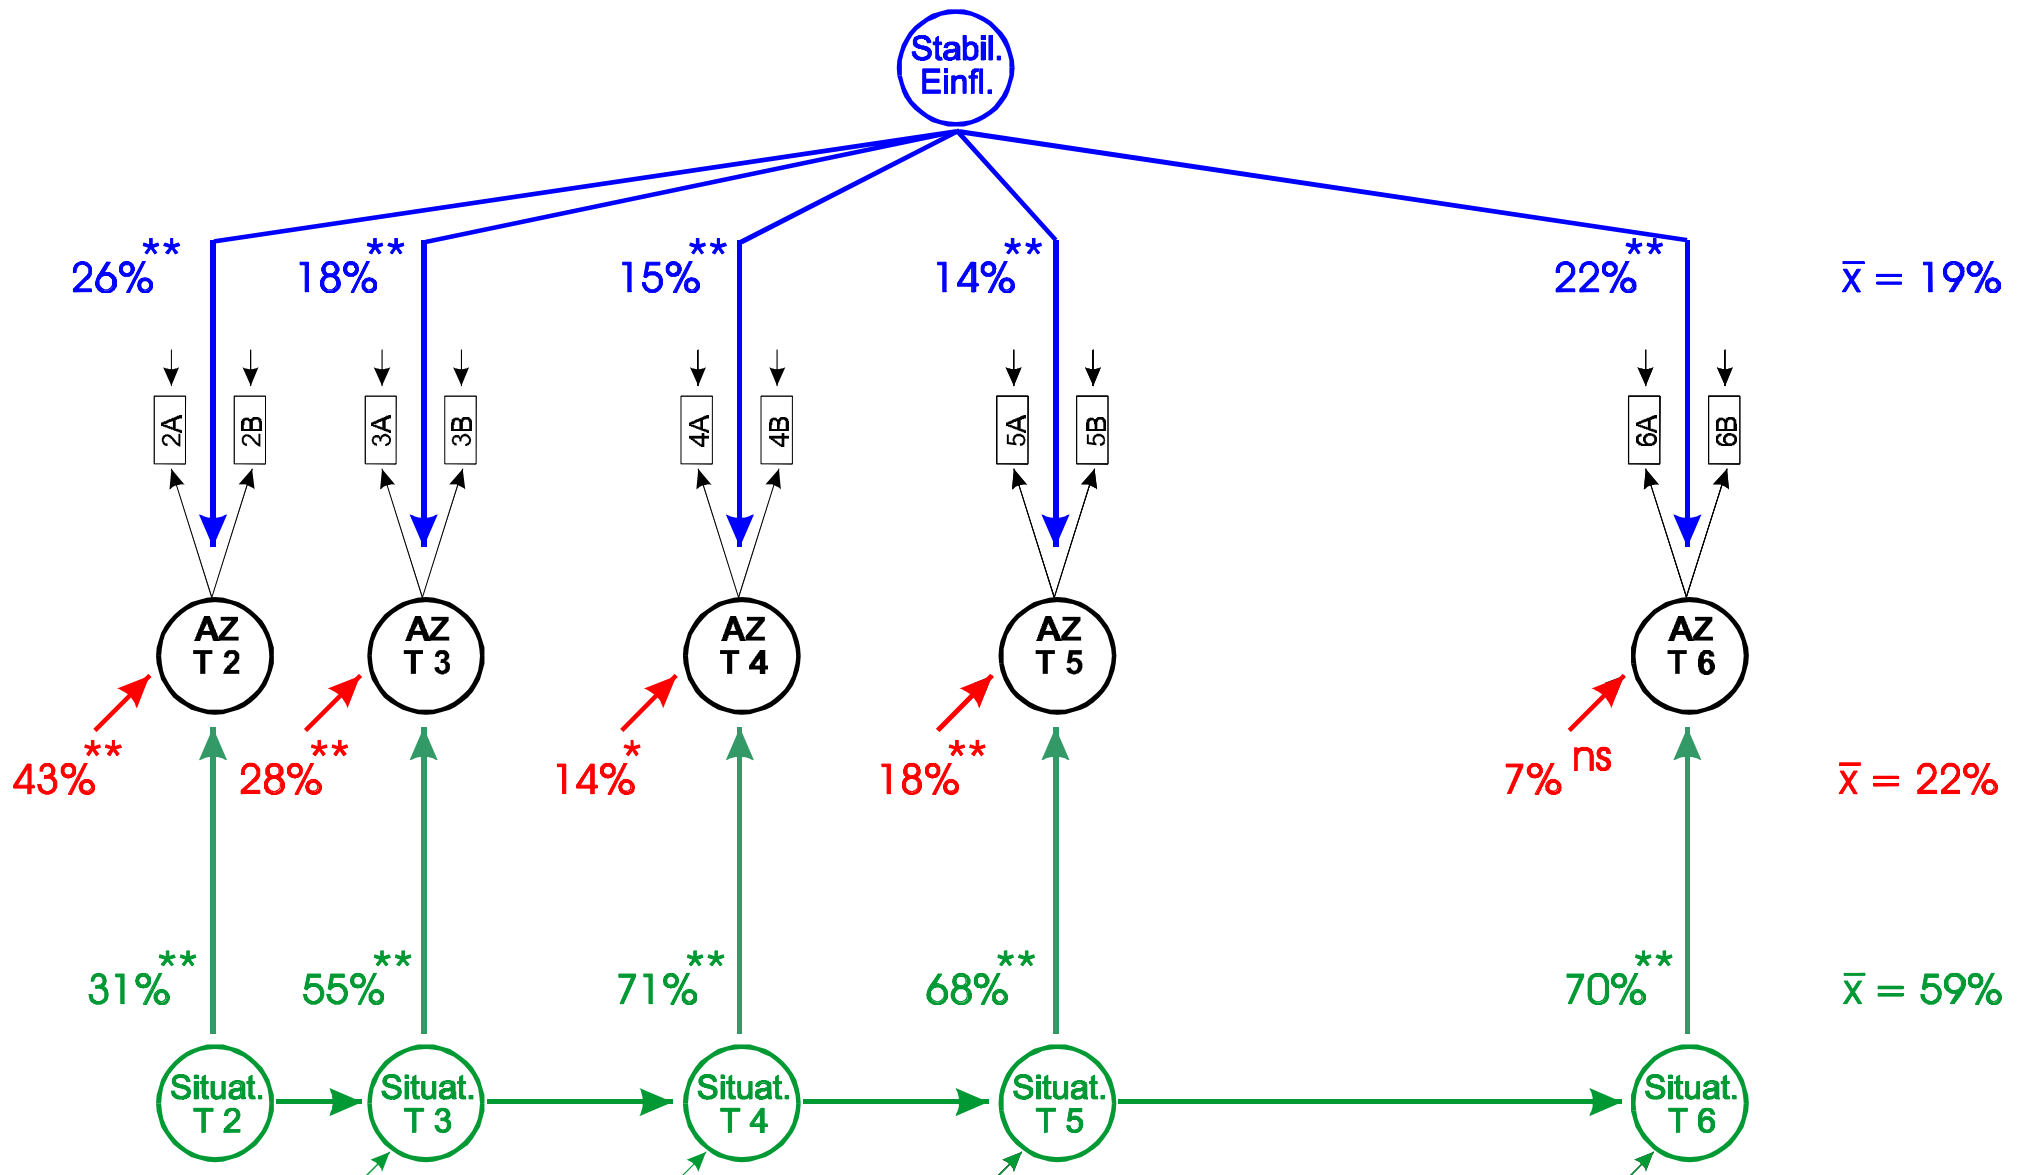 Stabil.
Einfl.
26%** 18%** 15%** 14%** 22%** x̄ = 19%
2A 2B 3A 3B 4A 4B 5A 5B 6A 6B
AZ
T 2
AZ
T 3
AZ
T 4
AZ
T 5
AZ
T 6
43%** 28%** 14%* 18%** 7% ns x̄ = 22%
31%** 55%** 71%** 68%** 70%** x̄ = 59%
Situat.
T 2
Situat.
T 3
Situat.
T 4
Situat.
T 5
Situat.
T 6